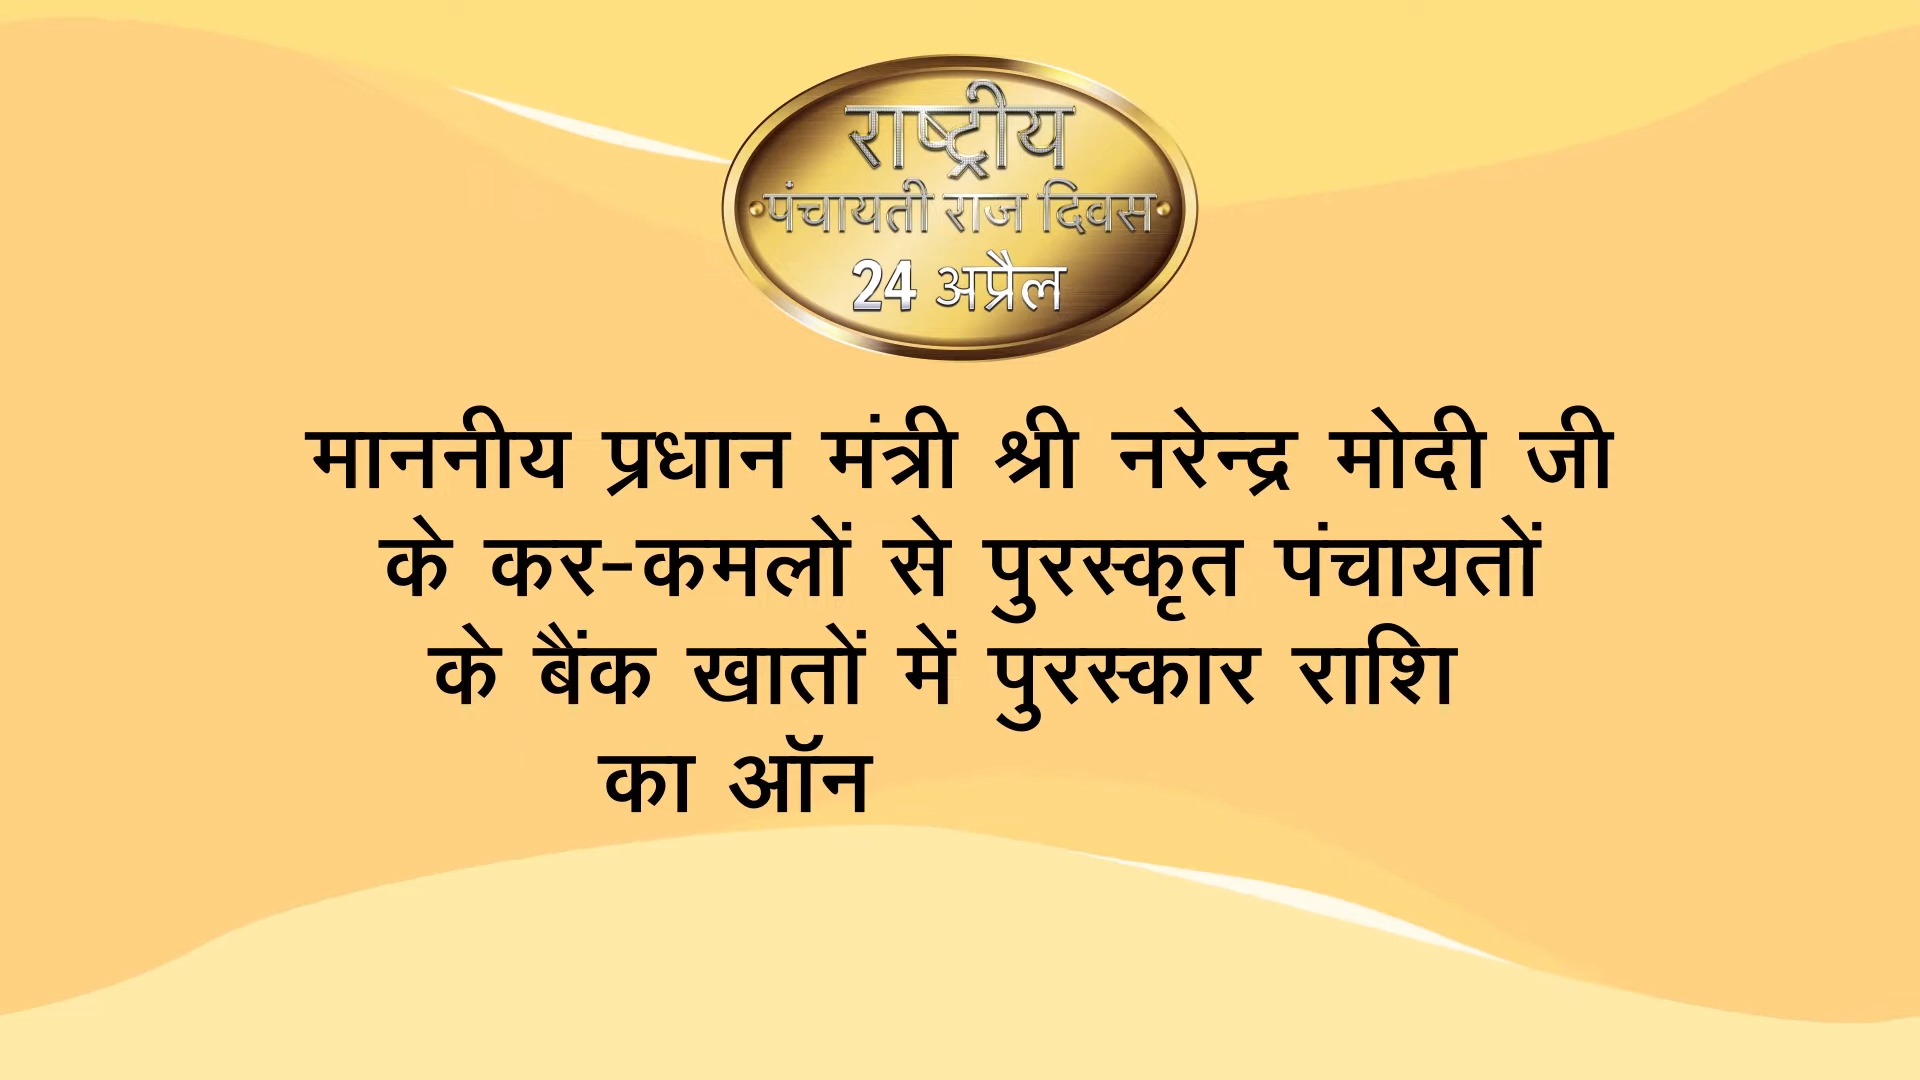 राष्ट्रीय
पंचायती राज दिवस
24 अप्रैल
माननीय प्रधान मंत्री श्री नरेन्द्र मोदी जी
के कर-कमलों से पुरस्कृत पंचायतों
के बैंक खातों में पुरस्कार राशि
का ऑन